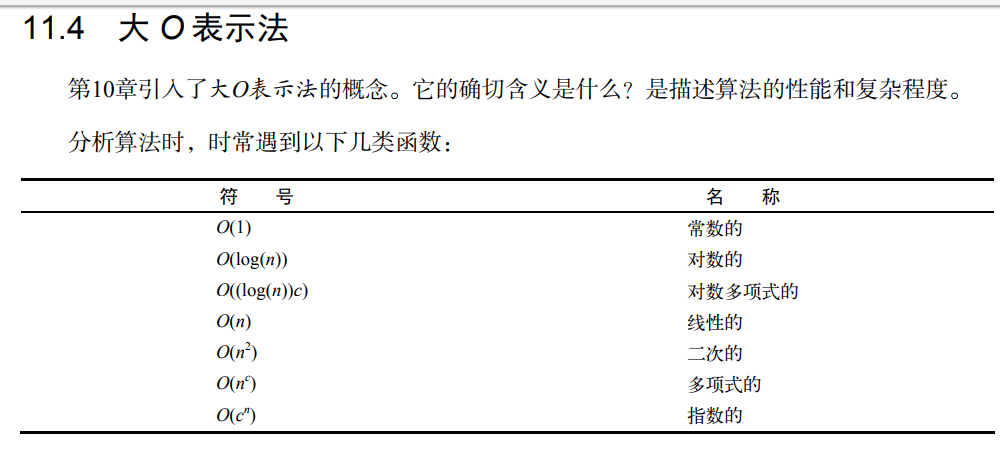 11.4 大 O 表示法
第10章引入了大O表示法的概念。它的确切含义是什么？是描述算法的性能和复杂程度。
分析算法时，时常遇到以下几类函数：
符 号 名 称
O(1) 常数的
O(log(n)) 对数的
O((log(n))c) 对数多项式的
O(n) 线性的
O(n²) 二次的
O(nᶜ) 多项式的
O(cⁿ) 指数的